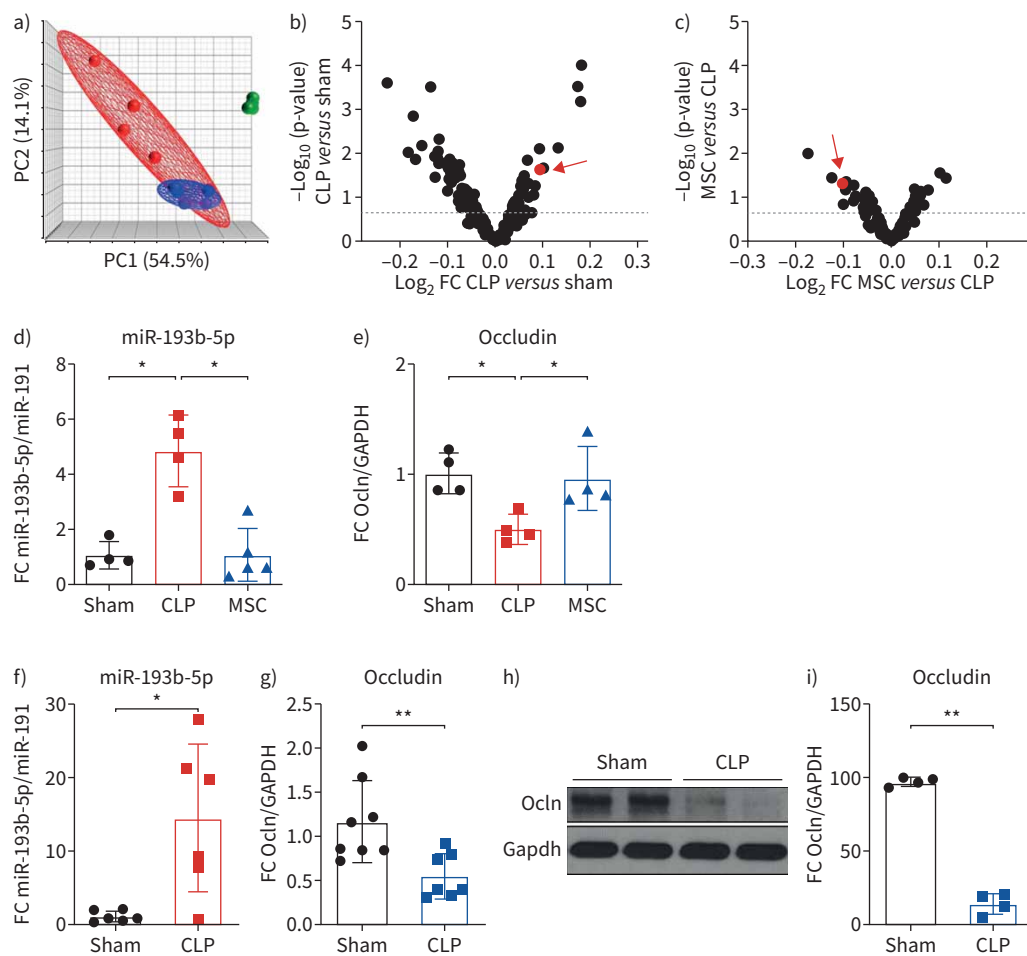 a)
PC2 (14.1%)
PC1 (54.5%)
b)
–Log10 (p-value)
CLP versus sham
5
4
3
2
1
0
–0.2 –0.1 0.0 0.1 0.2 0.3
Log2 FC CLP versus sham
c)
–Log10 (p-value)
MSC versus CLP
5
4
3
2
1
0
–0.3 –0.2 –0.1 0.0 0.1 0.2
Log2 FC MSC versus CLP
d)
miR-193b-5p
FC miR-193b-5p/miR-191
8
6
4
2
0
* *
Sham CLP MSC
e)
Occludin
FC Ocln/GAPDH
2
1
0
* *
Sham CLP MSC
f)
miR-193b-5p
FC miR-193b-5p/miR-191
30
20
10
0
*
Sham CLP
g)
Occludin
FC Ocln/GAPDH
2.5
2.0
1.5
1.0
0.5
0
**
Sham CLP
h)
Sham CLP
Ocln
Gapdh
i)
Occludin
FC Ocln/GAPDH
150
100
50
0
**
Sham CLP